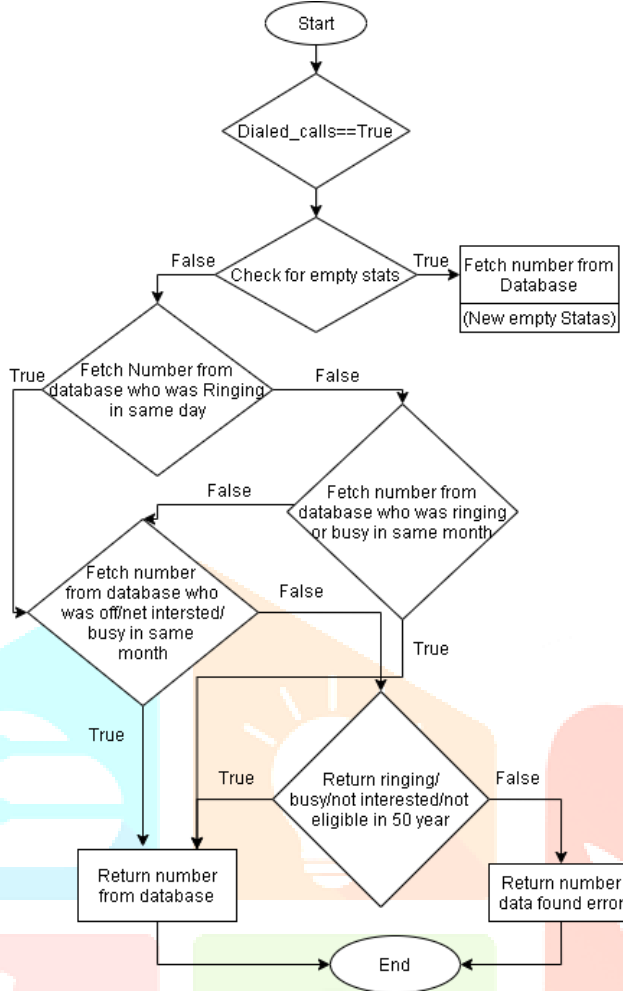 Start
Dialed_calls==True
False
True
Check for empty stats
Fetch number from
Database
(New empty Statas)
True
False
Fetch Number from
database who was Ringing
in same day
False
Fetch number from
database who was ringing
or busy in same month
Fetch number
from database who
was off/net intersted/
busy in same
month
False
True
True
True
False
Return ringing/
busy/not interested/not
eligible in 50 year
Return number
from database
Return number
data found error
End